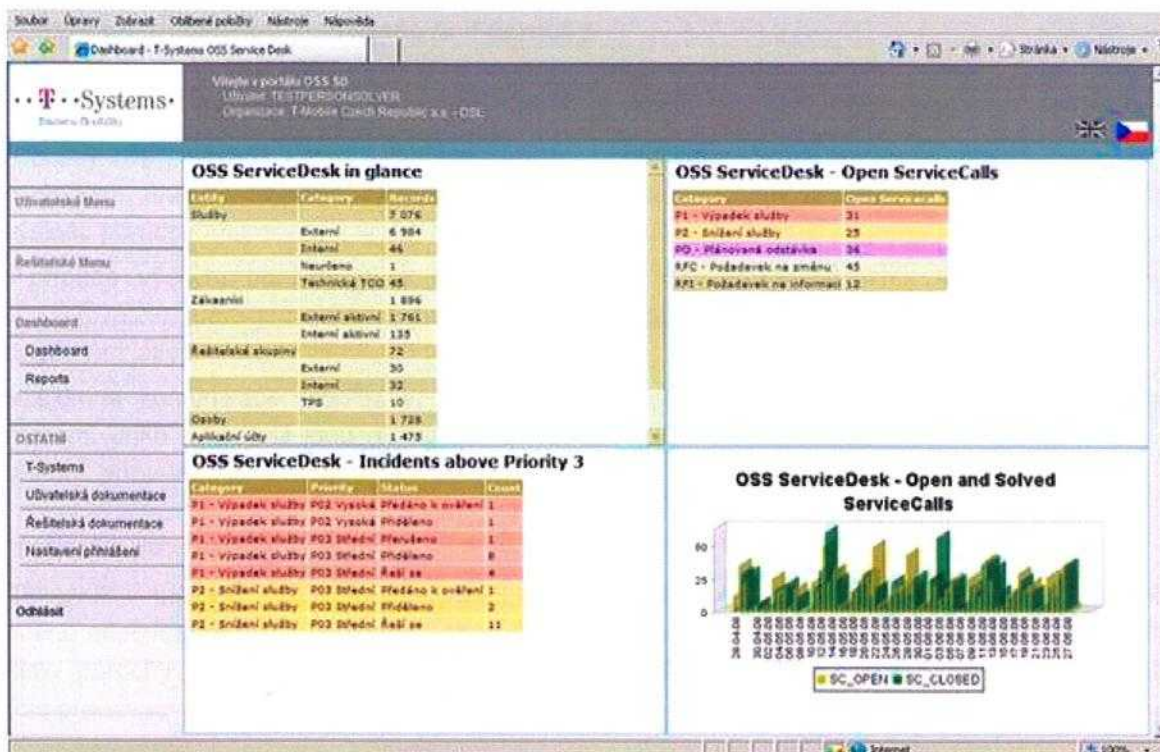 Soubor Úpravy Zobrazit Oblíbené položky Nástroje Nápověda
Dashboard - T-Systems OSS Service Desk
Stránka Nástroje
T Systems
Vítejte v portálu OSS SD
Uživatel: TESTPERSONSOLVER
Organizace: T-Mobile Czech Republic a.s. - DSL
Uživatelské Menu
Řešitelské Menu
Dashboard
Dashboard
Reports
OSTATNÍ
T-Systems
Uživatelská dokumentace
Řešitelská dokumentace
Nastavení přihlášení
Odhlásit
OSS ServiceDesk in glance
Entity Category Records
Služby 7 076
Externí 6 984
Interní 46
Neurčeno 1
Technická TCO 45
Zákazníci 1 896
Externí aktivní 1 761
Interní aktivní 135
Řešitelské skupiny 72
Externí 30
Interní 32
TPS 10
Osoby 1 728
Aplikační účty 1 473
OSS ServiceDesk - Open ServiceCalls
Category Open Servicecalls
P1 - Výpadek služby 31
P2 - Snížení služby 25
PO - Plánovaná odstávka 36
RFC - Požadavek na změnu 45
RFI - Požadavek na informaci 12
OSS ServiceDesk - Incidents above Priority 3
Category Priority Status Count
P1 - Výpadek služby P02 Vysoká Předáno k ověření 1
P1 - Výpadek služby P02 Vysoká Přiděleno 1
P1 - Výpadek služby P03 Střední Přerušeno 1
P1 - Výpadek služby P03 Střední Přiděleno 8
P1 - Výpadek služby P03 Střední Řeší se
P2 - Snížení služby P03 Střední Předáno k ověření 1
P2 - Snížení služby P03 Střední Přiděleno 2
P2 - Snížení služby P03 Střední Řeší se 11
OSS ServiceDesk - Open and Solved
ServiceCalls
25
0
SC_OPEN SC_CLOSED
Internet
100%